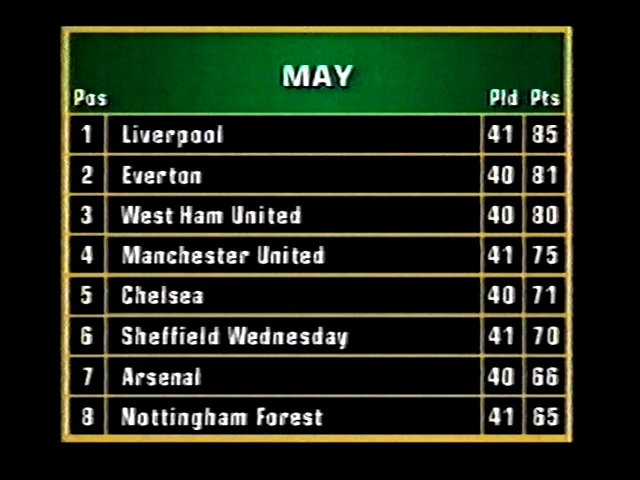 MAY
Pos Pld Pts
1 Liverpool 41 85
2 Everton 40 81
3 West Ham United 40 80
4 Manchester United 41 75
5 Chelsea 40 71
6 Sheffield Wednesday 41 70
7 Arsenal 40 66
8 Nottingham Forest 41 65